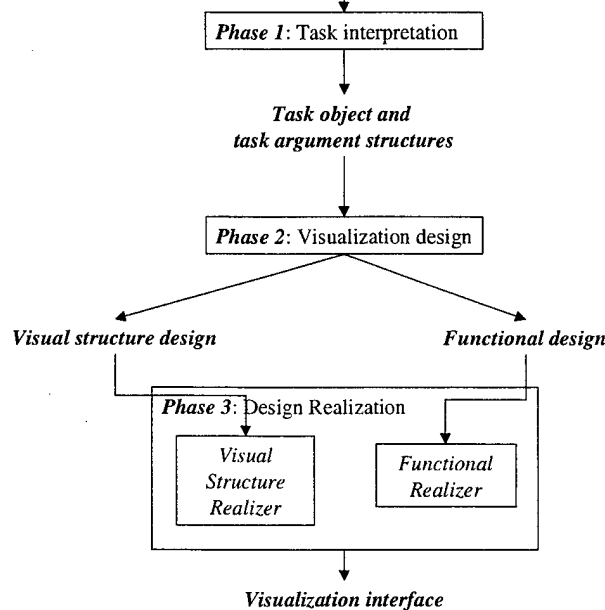 Phase 1: Task interpretation
Task object and
task argument structures
Phase 2: Visualization design
Visual structure design
Functional design
Phase 3: Design Realization
Visual
Structure
Realizer
Functional
Realizer
Visualization interface